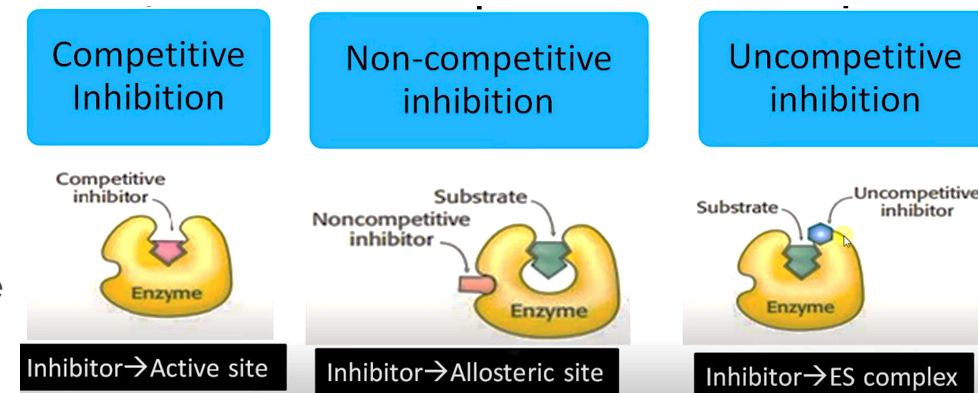 Competitive
Inhibition
Non-competitive
inhibition
Uncompetitive
inhibition
Competitive
inhibitor
Enzyme
Substrate
Noncompetitive
inhibitor
Enzyme
Substrate
Uncompetitive
inhibitor
Enzyme
Inhibitor→Active site
Inhibitor→Allosteric site
Inhibitor→ES complex